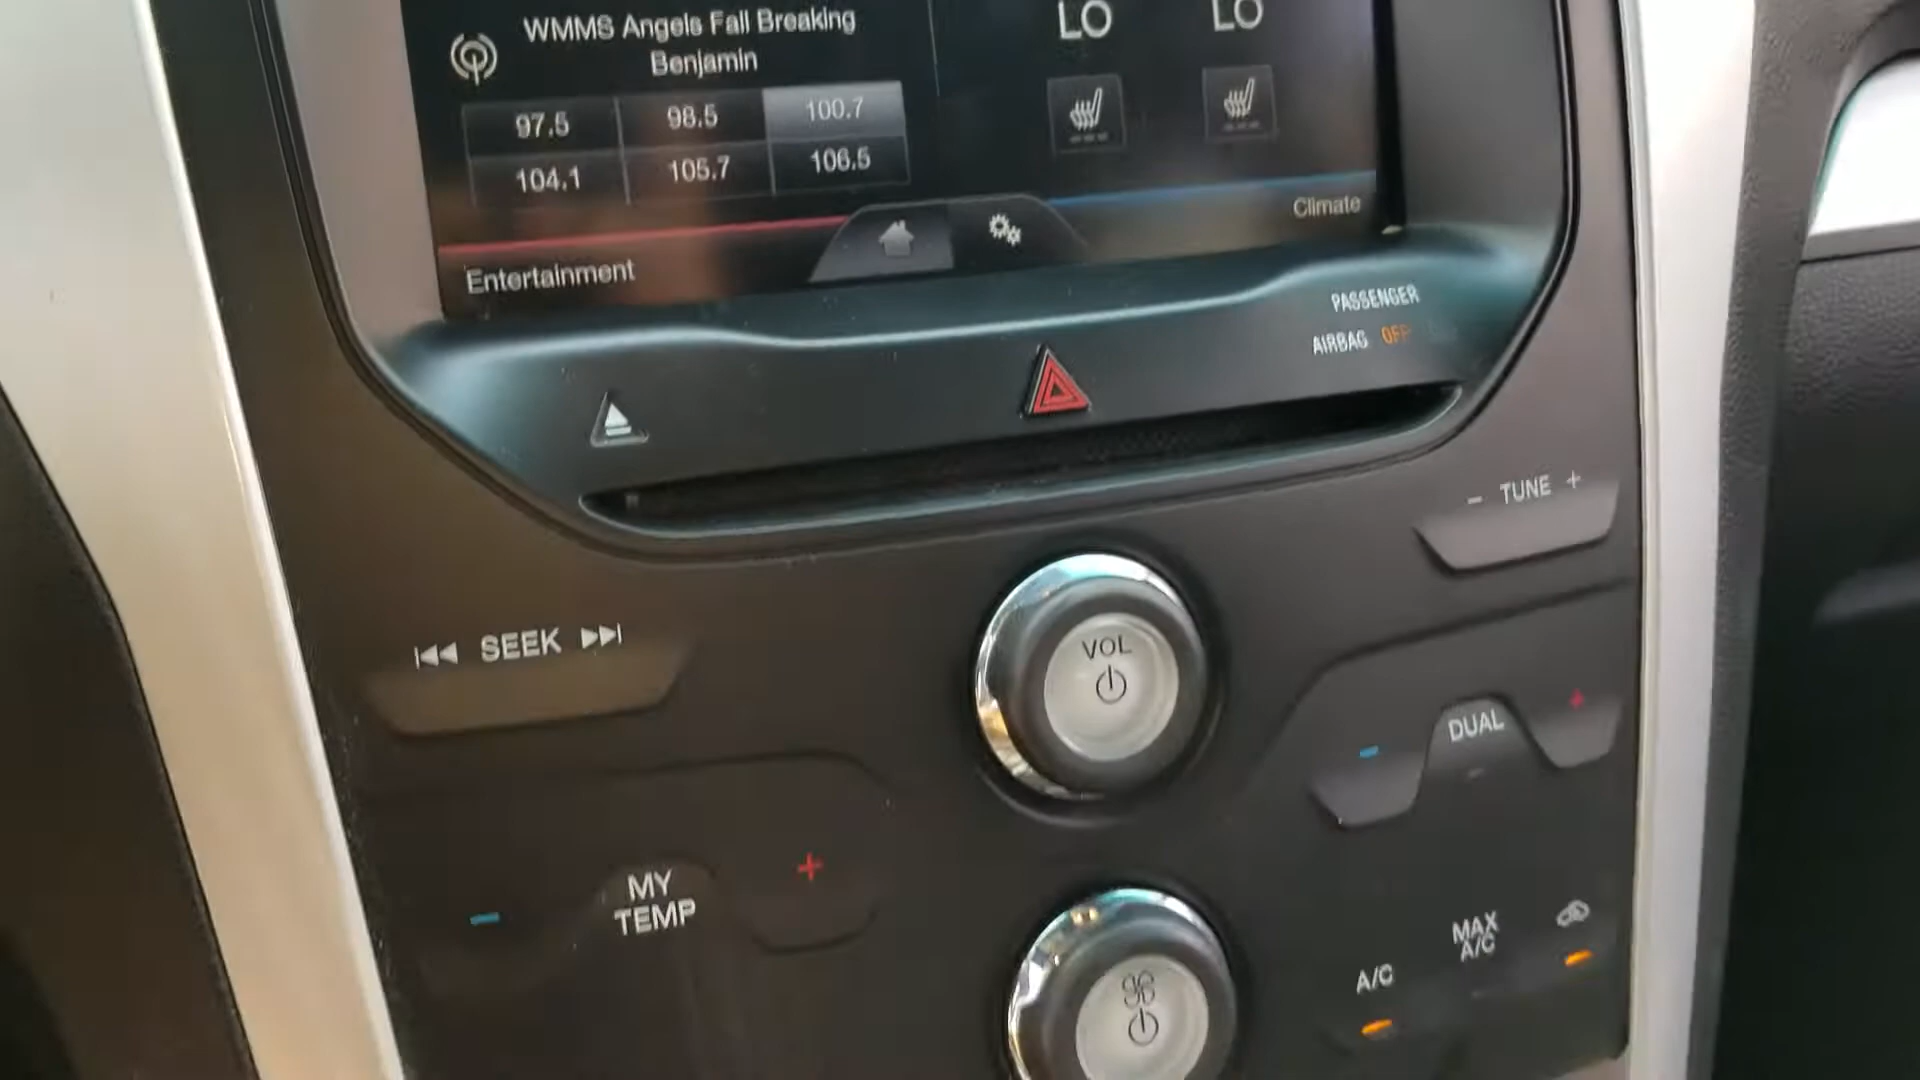 WMMS Angels Fall Breaking
Benjamin
LO
LO
97.5
98.5
100.7
104.1
105.7
106.5
Climate
Entertainment
PASSENGER
AIRBAG OFF
- TUNE +
SEEK
VOL
- DUAL +
- MY
TEMP +
MAX
A/C
A/C